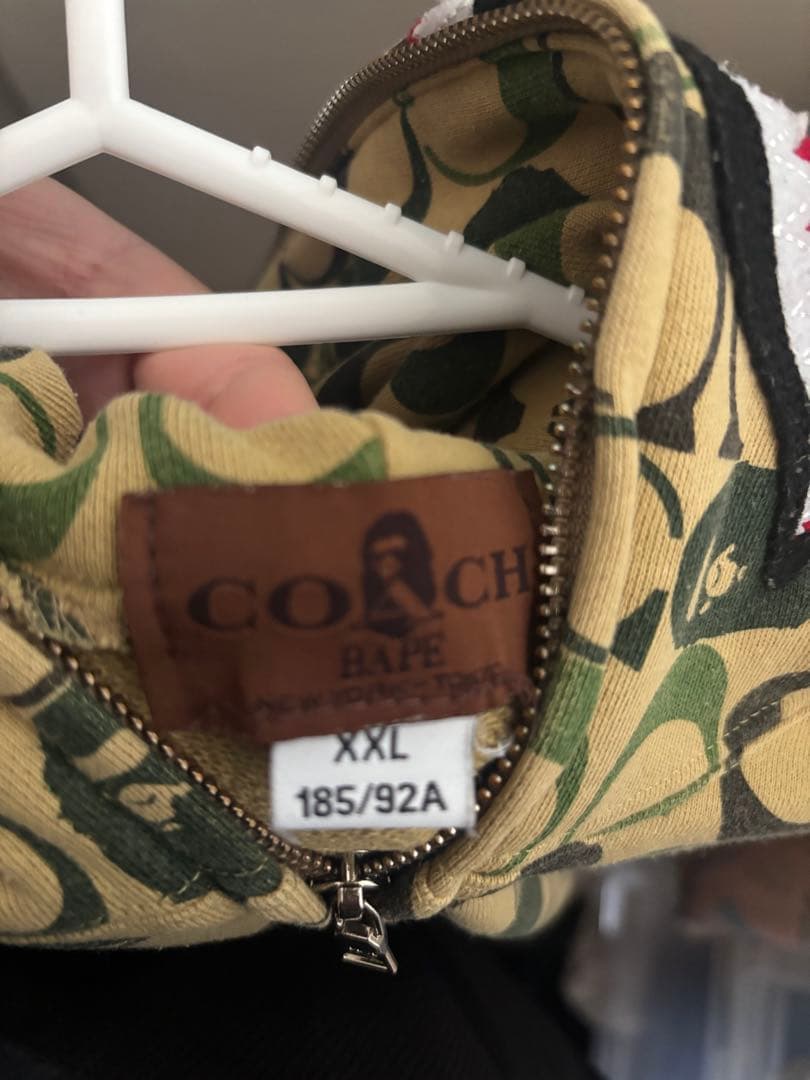 COACH
BAPE
XXL
185/92A